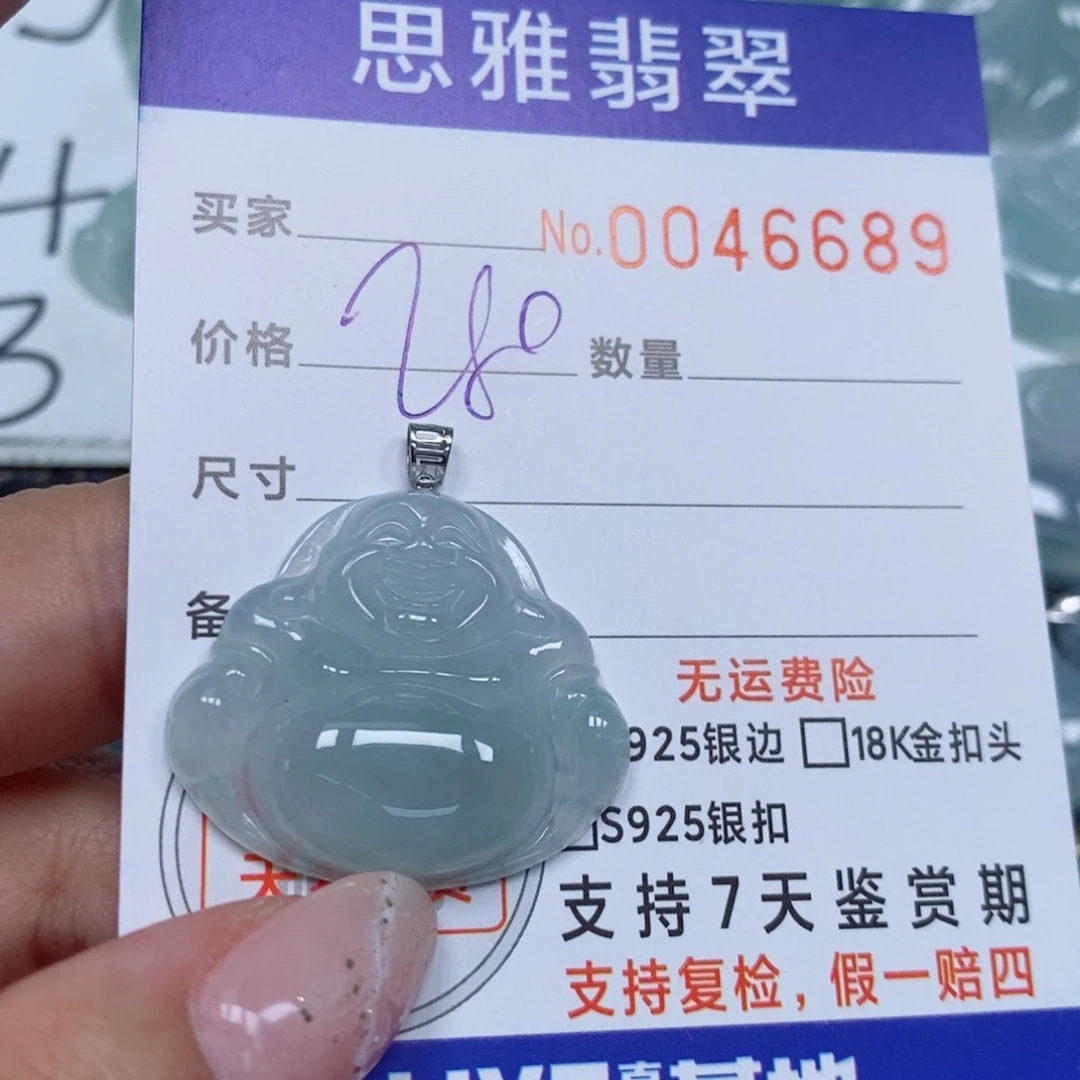 思雅翡翠
买家 No.0046689
价格 数量
尺寸
备
无运费险
925银边 □18K金扣头
S925银扣
支持7天鉴赏期
支持复检，假一赔四
4
3